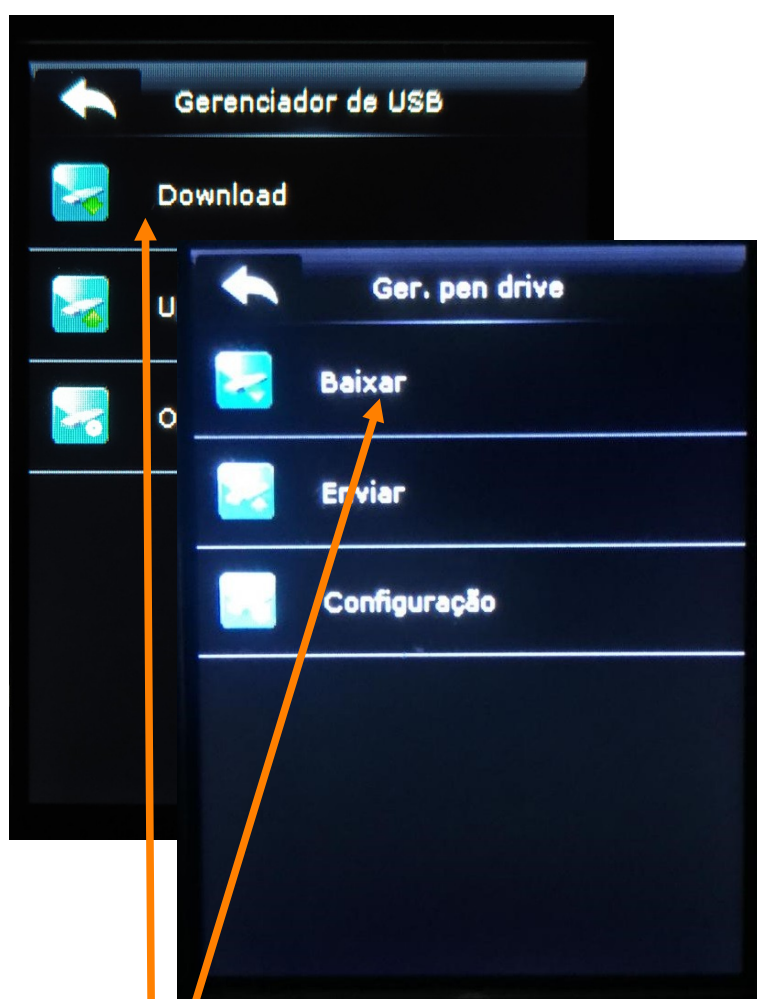 Gerenciador de USB
Download
Ger. pen drive
Baixar
Enviar
Configuração